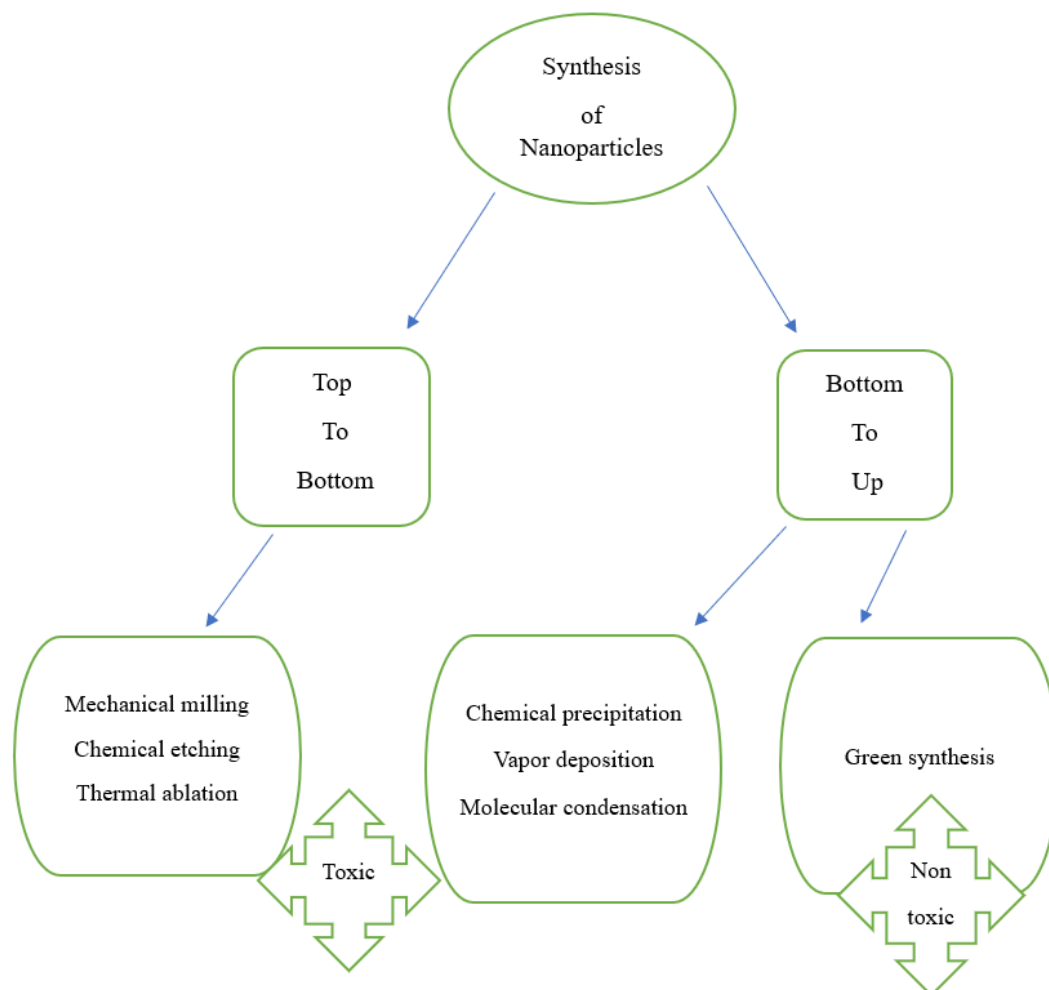 Synthesis
of
Nanoparticles
Top
To
Bottom
Bottom
To
Up
Mechanical milling
Chemical etching
Thermal ablation
Toxic
Chemical precipitation
Vapor deposition
Molecular condensation
Green synthesis
Non
toxic